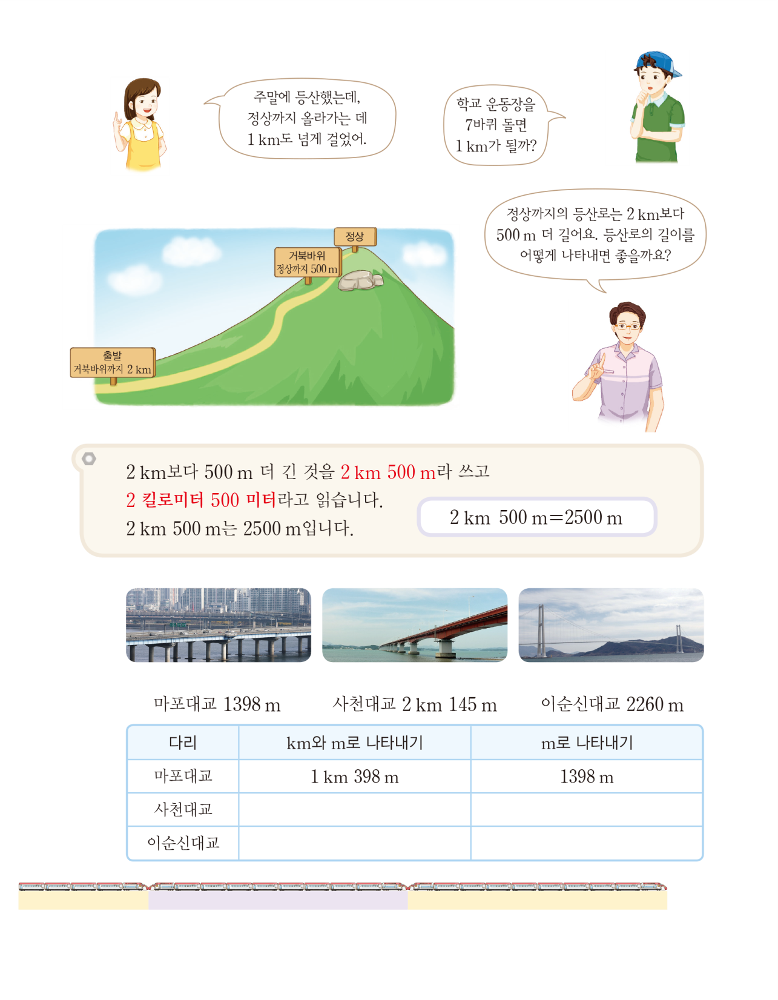 주말에 등산했는데,
정상까지 올라가는 데
1 km도 넘게 걸었어.
학교 운동장을
7바퀴 돌면
1 km가 될까?
정상까지의 등산로는 2 km보다
500 m 더 길어요. 등산로의 길이를
어떻게 나타내면 좋을까요?
정상
거북바위
정상까지 500 m
출발
거북바위까지 2 km
2 km보다 500 m 더 긴 것을 2 km 500 m라 쓰고
2 킬로미터 500 미터라고 읽습니다.
2 km 500 m는 2500 m입니다.
2 km 500 m=2500 m
마포대교 1398 m
사천대교 2 km 145 m
이순신대교 2260 m
다리 km와 m로 나타내기 m로 나타내기
마포대교 1 km 398 m 1398 m
사천대교
이순신대교